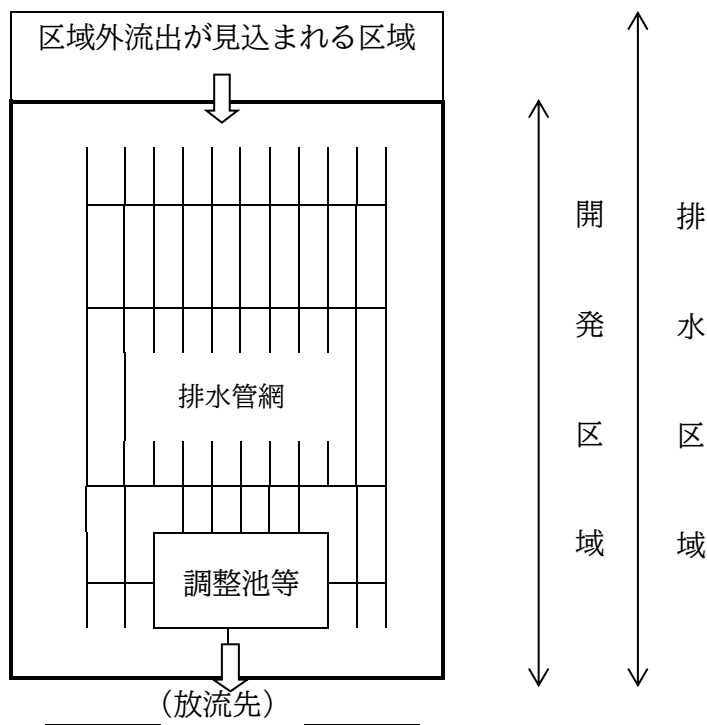 区域外流出が見込まれる区域
開発区域
排水区域
排水管網
調整池等
（放流先）